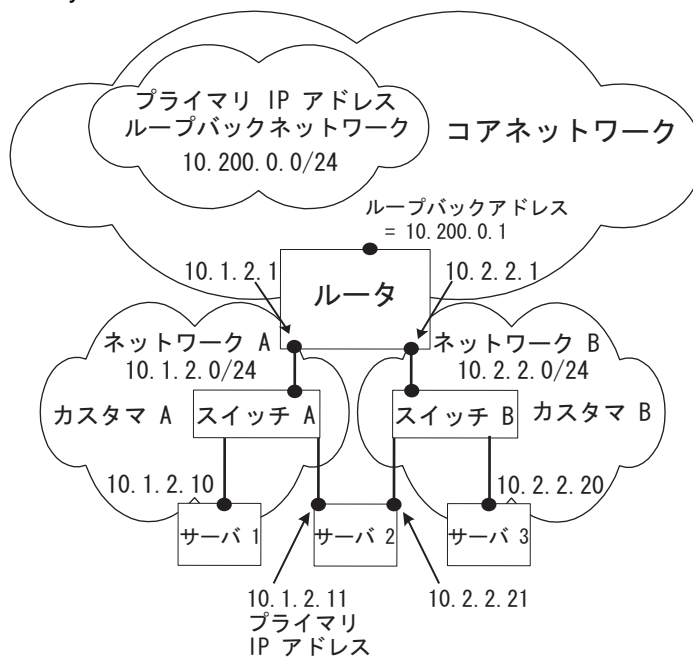 プライマリ IP アドレス
ループバックネットワーク
10.200.0.0/24
コアネットワーク
ループバックアドレス
= 10.200.0.1
10.1.2.1
ルータ
10.2.2.1
ネットワーク A
10.1.2.0/24
ネットワーク B
10.2.2.0/24
カスタマ A
スイッチ A
スイッチ B
カスタマ B
10.1.2.10
10.2.2.20
サーバ 1
サーバ 2
サーバ 3
10.1.2.11
プライマリ
IP アドレス
10.2.2.21